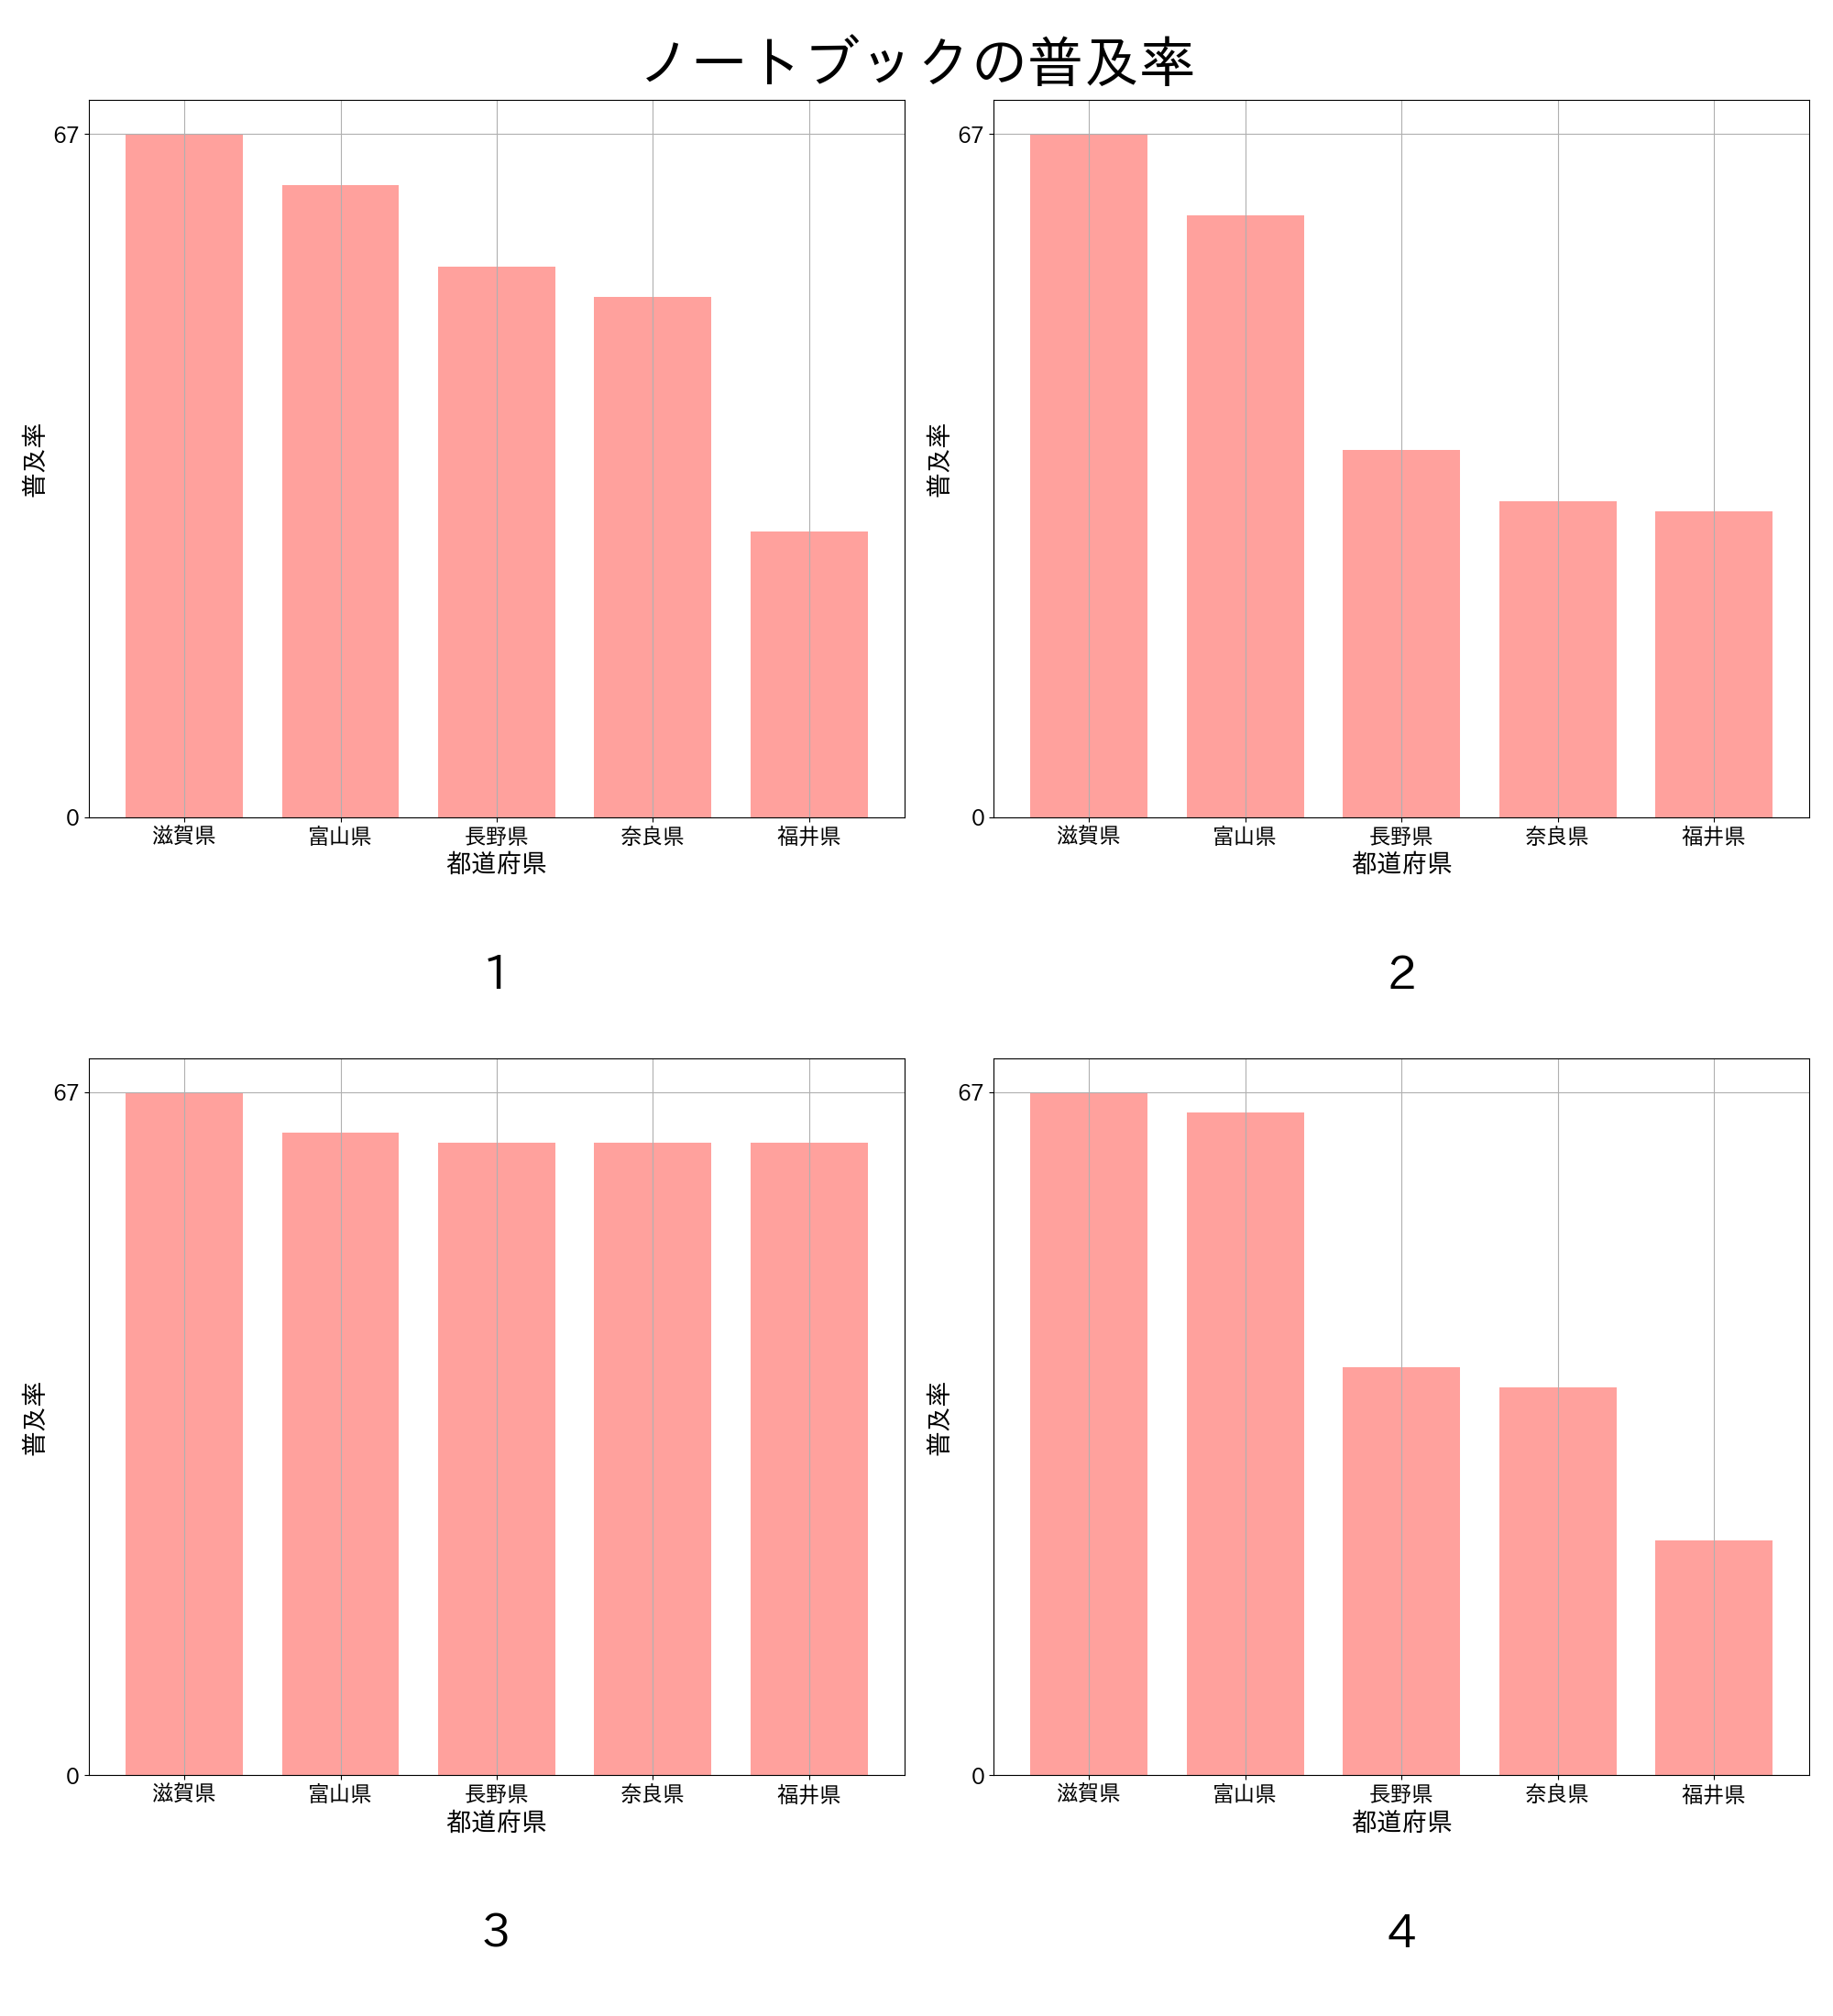 ノートブックの普及率
67
0
普及率
滋賀県 富山県 長野県 奈良県 福井県
都道府県
1
67
0
普及率
滋賀県 富山県 長野県 奈良県 福井県
都道府県
2
67
0
普及率
滋賀県 富山県 長野県 奈良県 福井県
都道府県
3
67
0
普及率
滋賀県 富山県 長野県 奈良県 福井県
都道府県
4